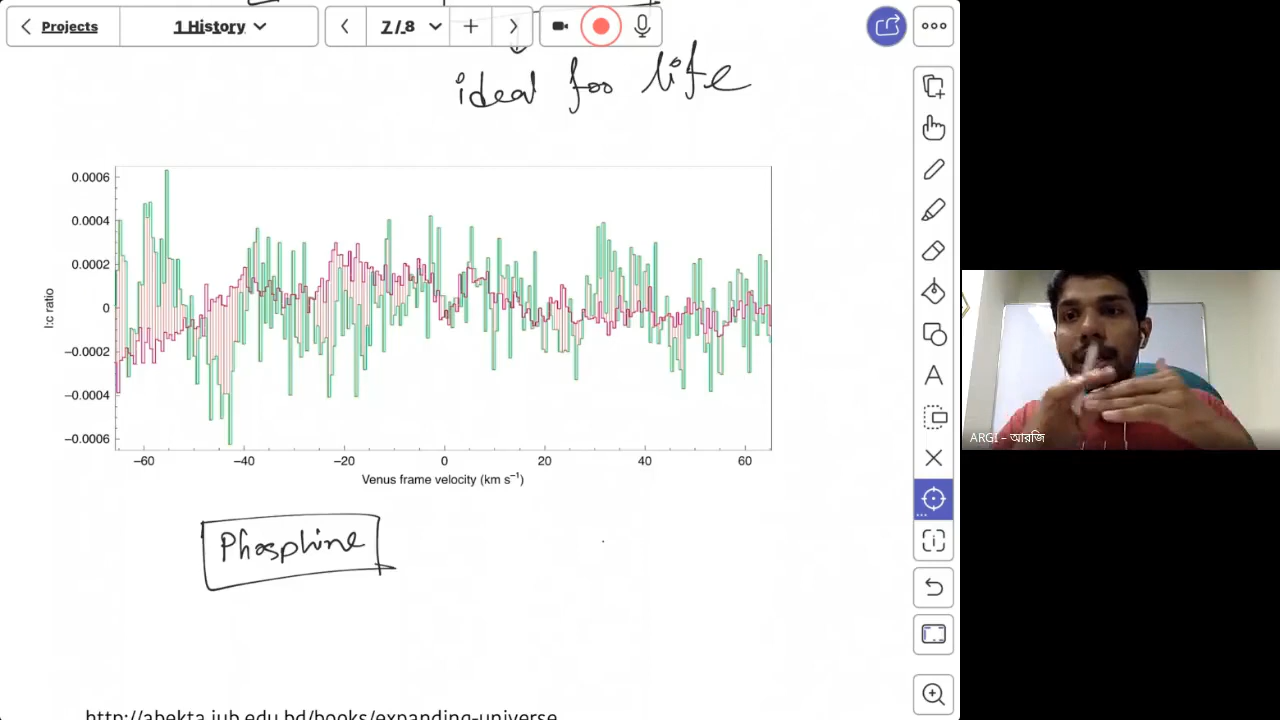 Projects
1 History
7 / 8
ideal for life
0.0006
0.0004
0.0002
0
−0.0002
−0.0004
−0.0006
l:c ratio
−60
−40
−20
0
20
40
60
Venus frame velocity (km s⁻¹)
Phosphine
http://abekta.iub.edu.bd/books/expanding-universe
ARGI – আরজি
A